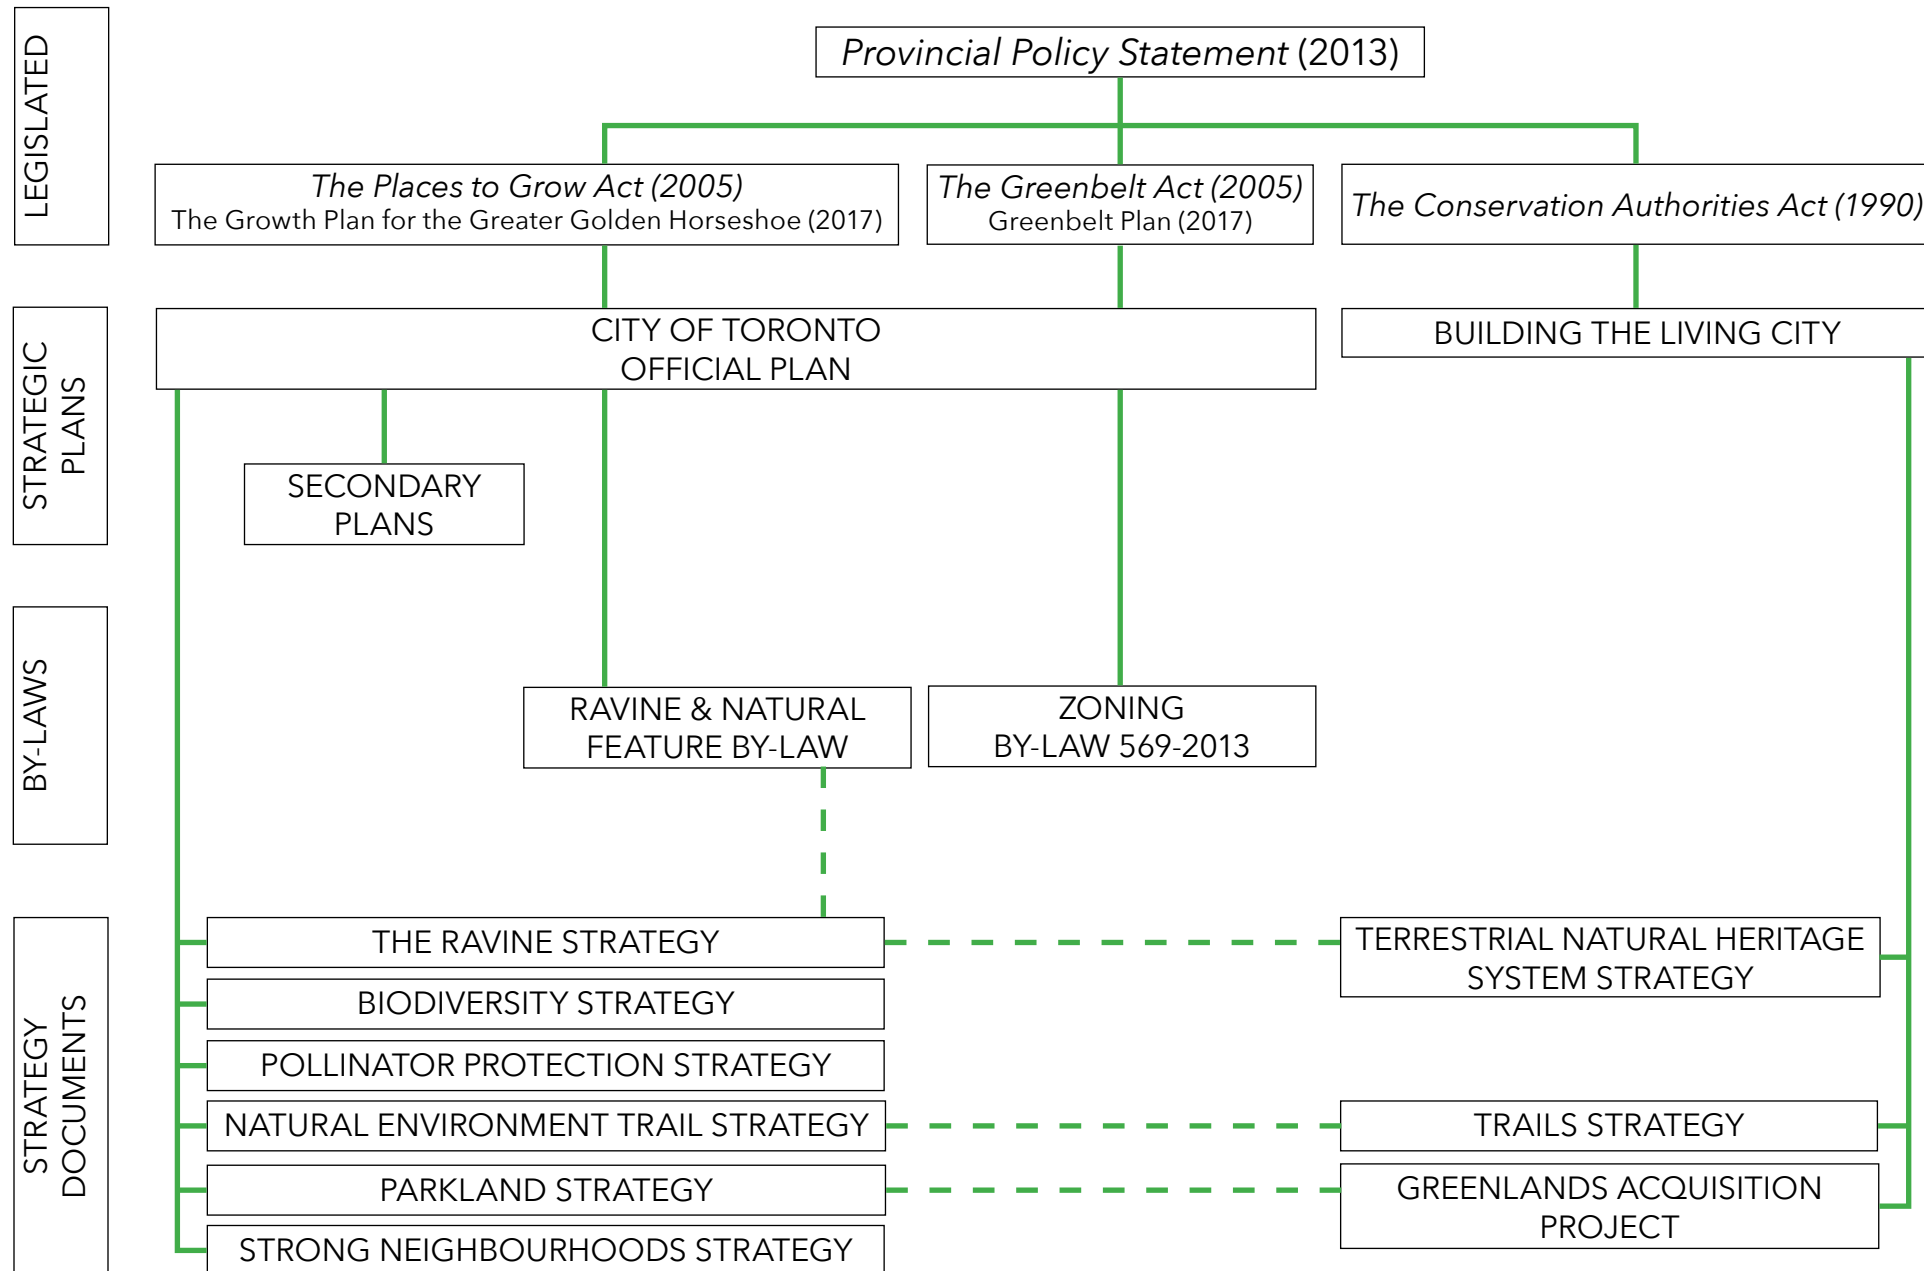 LEGISLATED
Provincial Policy Statement (2013)
The Places to Grow Act (2005)
The Growth Plan for the Greater Golden Horseshoe (2017)
The Greenbelt Act (2005)
Greenbelt Plan (2017)
The Conservation Authorities Act (1990)
STRATEGIC
PLANS
CITY OF TORONTO
OFFICIAL PLAN
BUILDING THE LIVING CITY
SECONDARY
PLANS
BY-LAWS
RAVINE & NATURAL
FEATURE BY-LAW
ZONING
BY-LAW 569-2013
STRATEGY
DOCUMENTS
THE RAVINE STRATEGY
BIODIVERSITY STRATEGY
POLLINATOR PROTECTION STRATEGY
NATURAL ENVIRONMENT TRAIL STRATEGY
PARKLAND STRATEGY
STRONG NEIGHBOURHOODS STRATEGY
TERRESTRIAL NATURAL HERITAGE
SYSTEM STRATEGY
TRAILS STRATEGY
GREENLANDS ACQUISITION
PROJECT